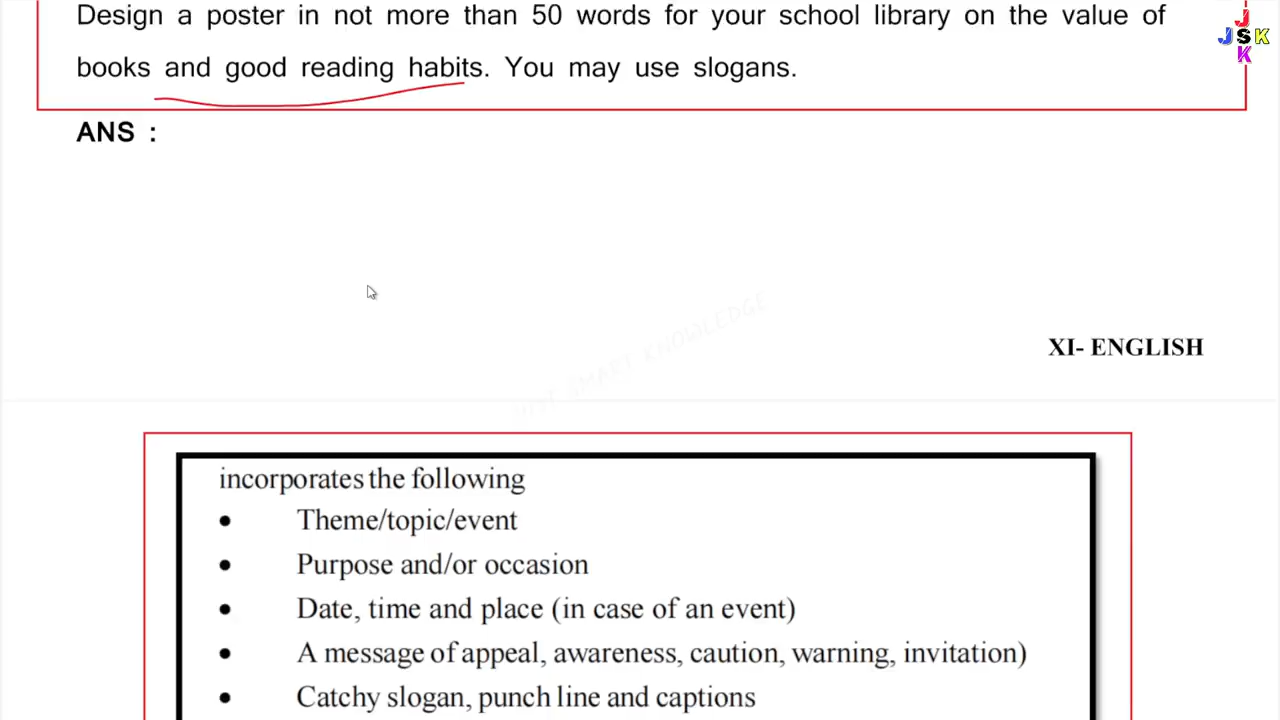 Design a poster in not more than 50 words for your school library on the value of
books and good reading habits. You may use slogans.
J
JSK
K
ANS :
SMART KNOWLEDGE
XI- ENGLISH
incorporates the following
• Theme/topic/event
• Purpose and/or occasion
• Date, time and place (in case of an event)
• A message of appeal, awareness, caution, warning, invitation)
• Catchy slogan, punch line and captions